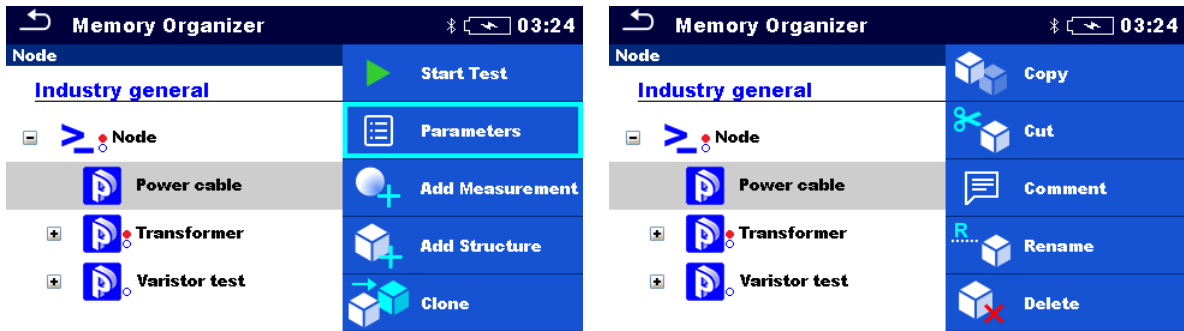 Memory Organizer 03:24
Node
Industry general
Node
Power cable
Transformer
Varistor test
Start Test
Parameters
Add Measurement
Add Structure
Clone
Memory Organizer 03:24
Node
Industry general
Node
Power cable
Transformer
Varistor test
Copy
Cut
Comment
R
Rename
Delete